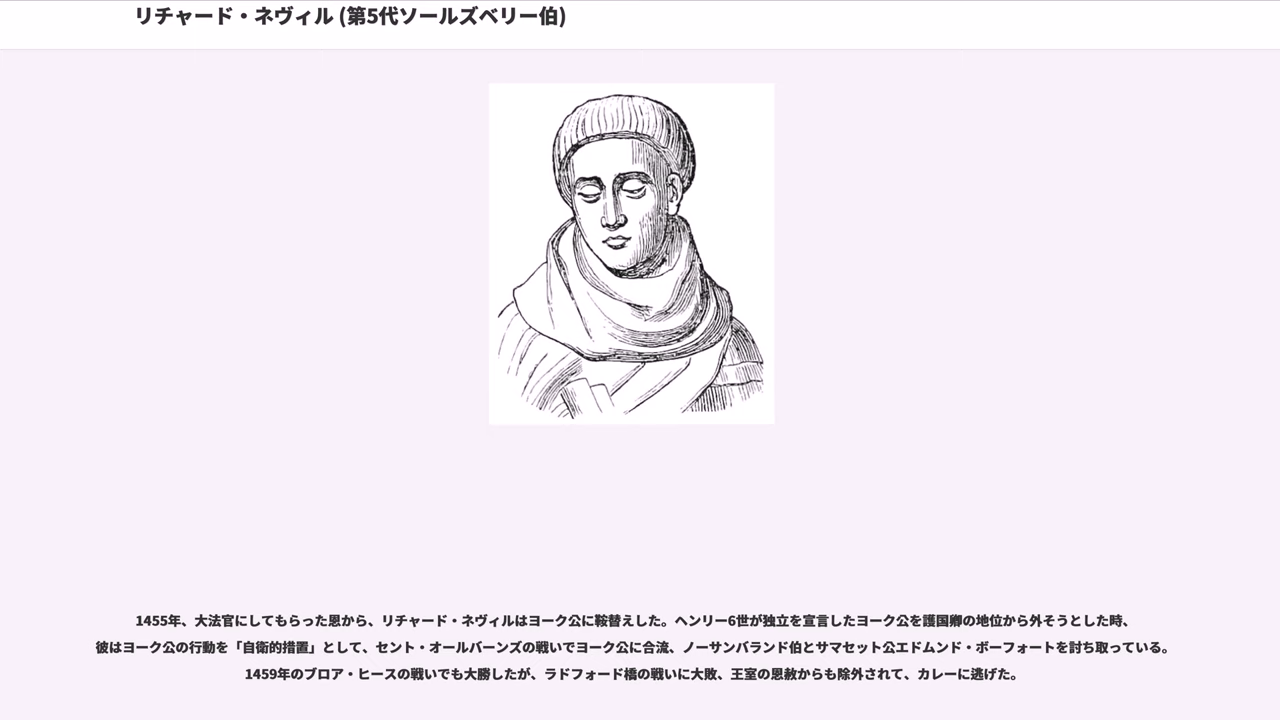 リチャード・ネヴィル (第5代ソールズベリー伯)
1455年、大法官にしてもらった恩から、リチャード・ネヴィルはヨーク公に鞍替えした。ヘンリー6世が独立を宣言したヨーク公を護国卿の地位から外そうとした時、
彼はヨーク公の行動を「自衛的措置」として、セント・オールバーンズの戦いでヨーク公に合流、ノーサンバランド伯とサマセット公エドムンド・ボーフォートを討ち取っている。
1459年のブロア・ヒースの戦いでも大勝したが、ラドフォード橋の戦いに大敗、王室の恩赦からも除外されて、カレーに逃げた。